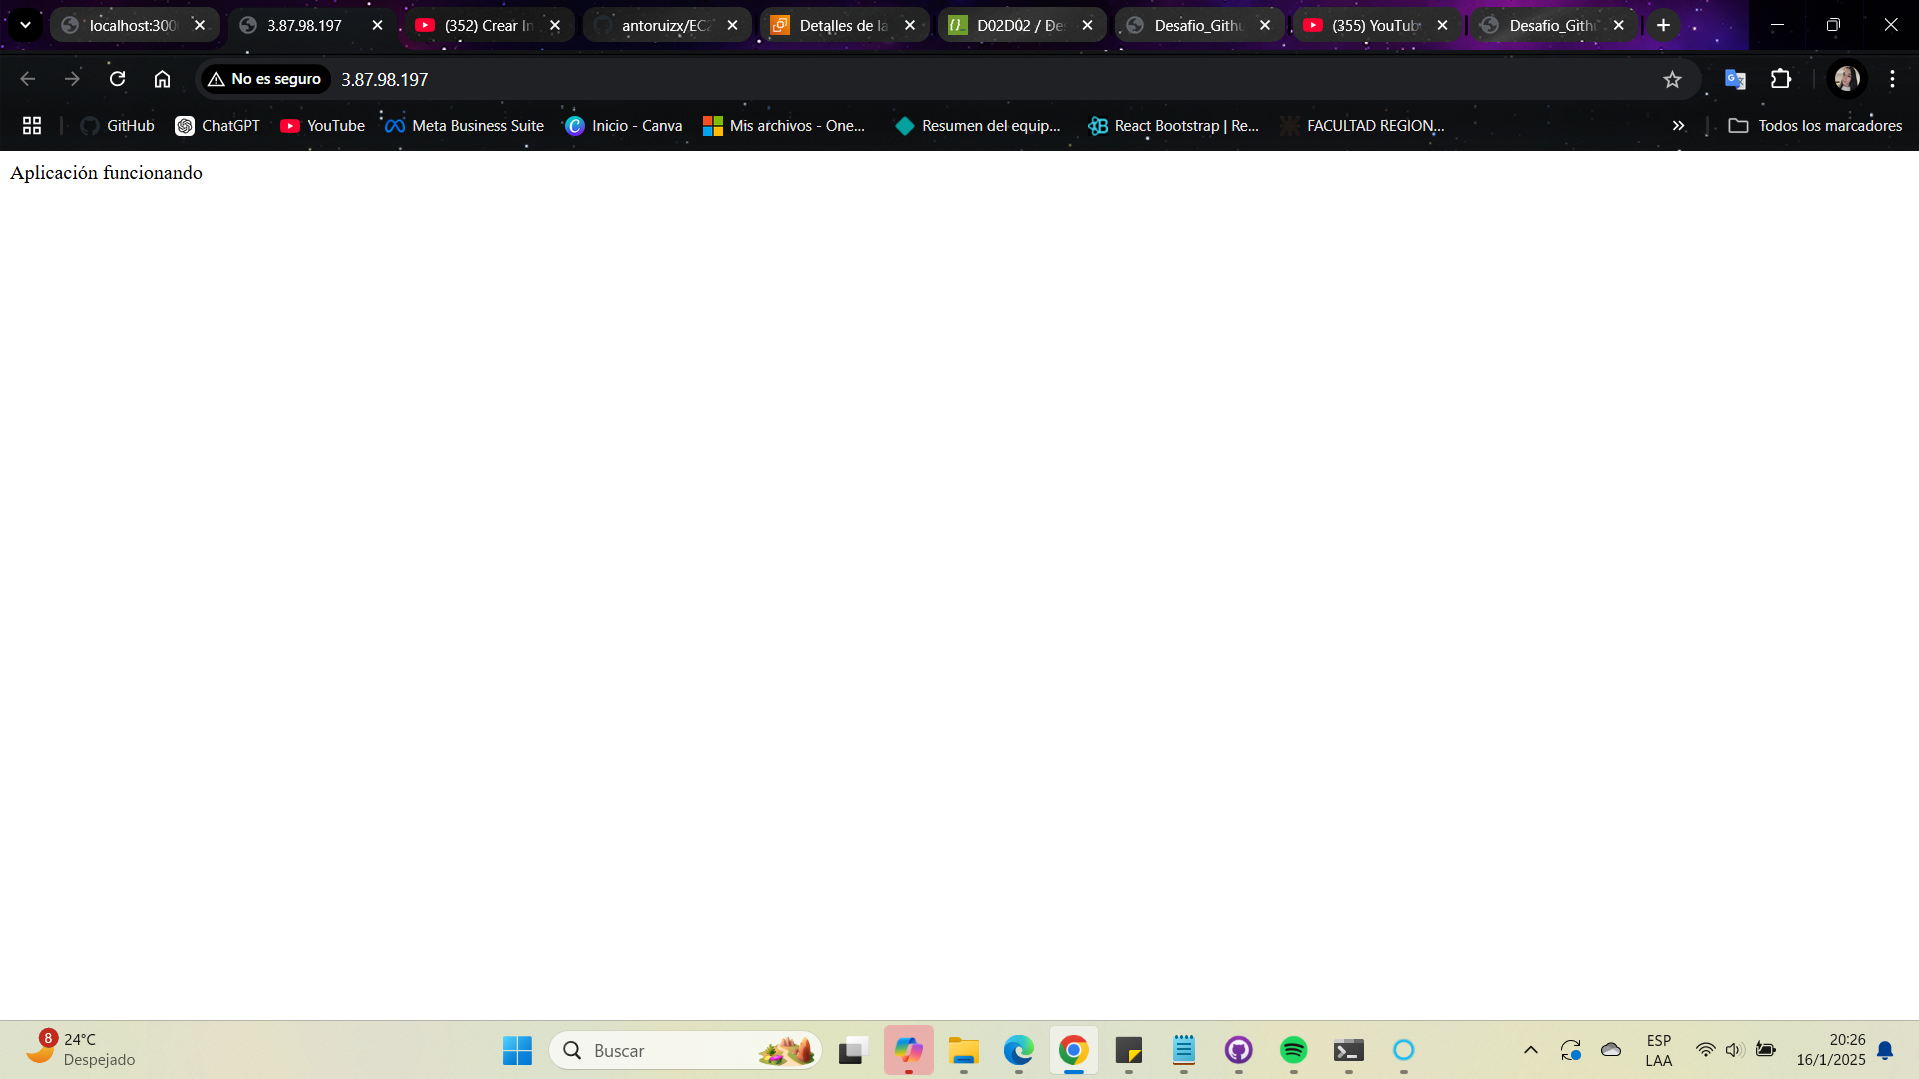 localhost:300
3.87.98.197
(352) Crear In
antoruizx/EC2
Detalles de la
D02D02 / De
Desafio_Gith
(355) YouTub
Desafio_Gith
No es seguro
3.87.98.197
GitHub
ChatGPT
YouTube
Meta Business Suite
Inicio - Canva
Mis archivos - One...
Resumen del equip...
React Bootstrap | Re...
FACULTAD REGION...
Todos los marcadores
Aplicación funcionando
8
24°C
Despejado
Buscar
ESP
LAA
20:26
16/1/2025